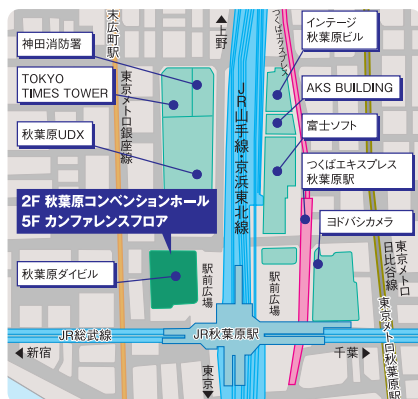 末広町駅
東京メトロ銀座線
上野
つくばエクスプレス
神田消防署
TOKYO
TIMES TOWER
秋葉原UDX
2F 秋葉原コンベンションホール
5F カンファレンスフロア
秋葉原ダイビル
JR山手線・京浜東北線
インテージ
秋葉原ビル
AKS BUILDING
富士ソフト
つくばエキスプレス
秋葉原駅
ヨドバシカメラ
駅前広場
駅前広場
東京メトロ
日比谷線
東京メトロ秋葉原駅
JR総武線
JR秋葉原駅
新宿
千葉
東京